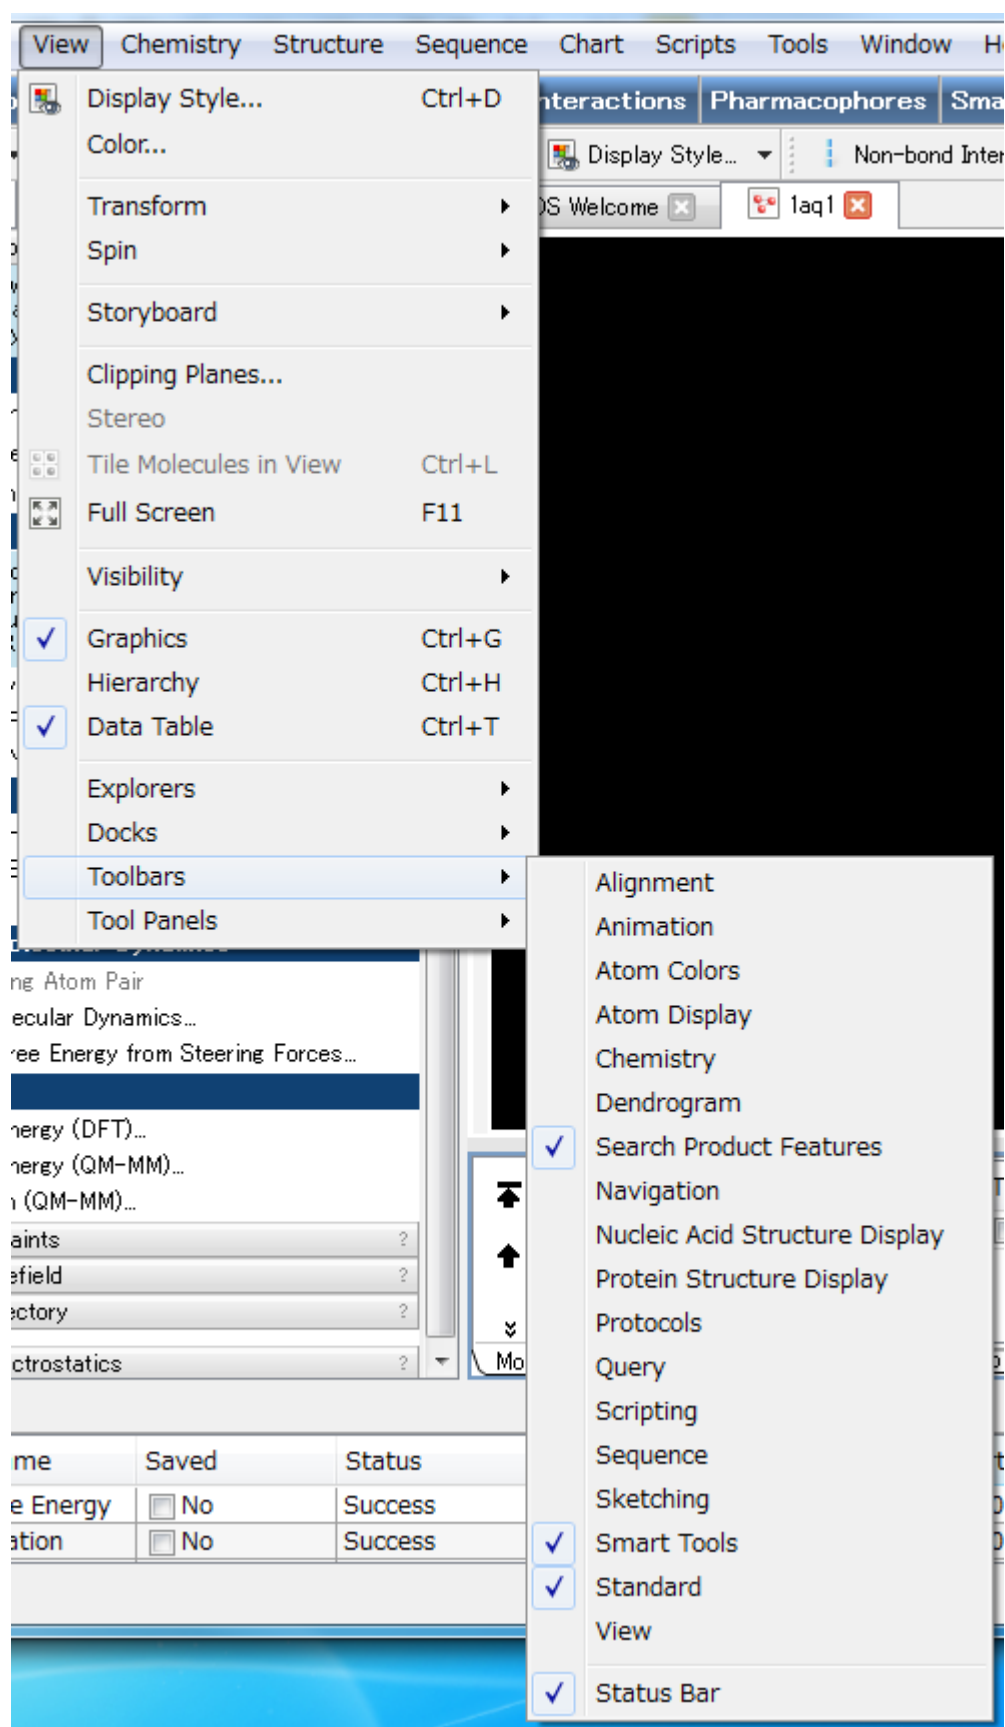 View Chemistry Structure Sequence Chart Scripts Tools Window
Display Style... Ctrl+D
Color...
Transform
Spin
Storyboard
Clipping Planes...
Stereo
Tile Molecules in View Ctrl+L
Full Screen F11
Visibility
Graphics Ctrl+G
Hierarchy Ctrl+H
Data Table Ctrl+T
Explorers
Docks
Toolbars
Tool Panels
nteractions Pharmacophores Sma
Display Style... Non-bond Inter
DS Welcome 1aq1
Alignment
Animation
Atom Colors
Atom Display
Chemistry
Dendrogram
Search Product Features
Navigation
Nucleic Acid Structure Display
Protein Structure Display
Protocols
Query
Scripting
Sequence
Sketching
Smart Tools
Standard
View
Status Bar
ng Atom Pair
ecular Dynamics...
ree Energy from Steering Forces...
nergy (DFT)...
nergy (QM-MM)...
n (QM-MM)...
aints ?
efield ?
ectory ?
ctrostatics ?
Mo
me Saved Status
e Energy No Success
ation No Success